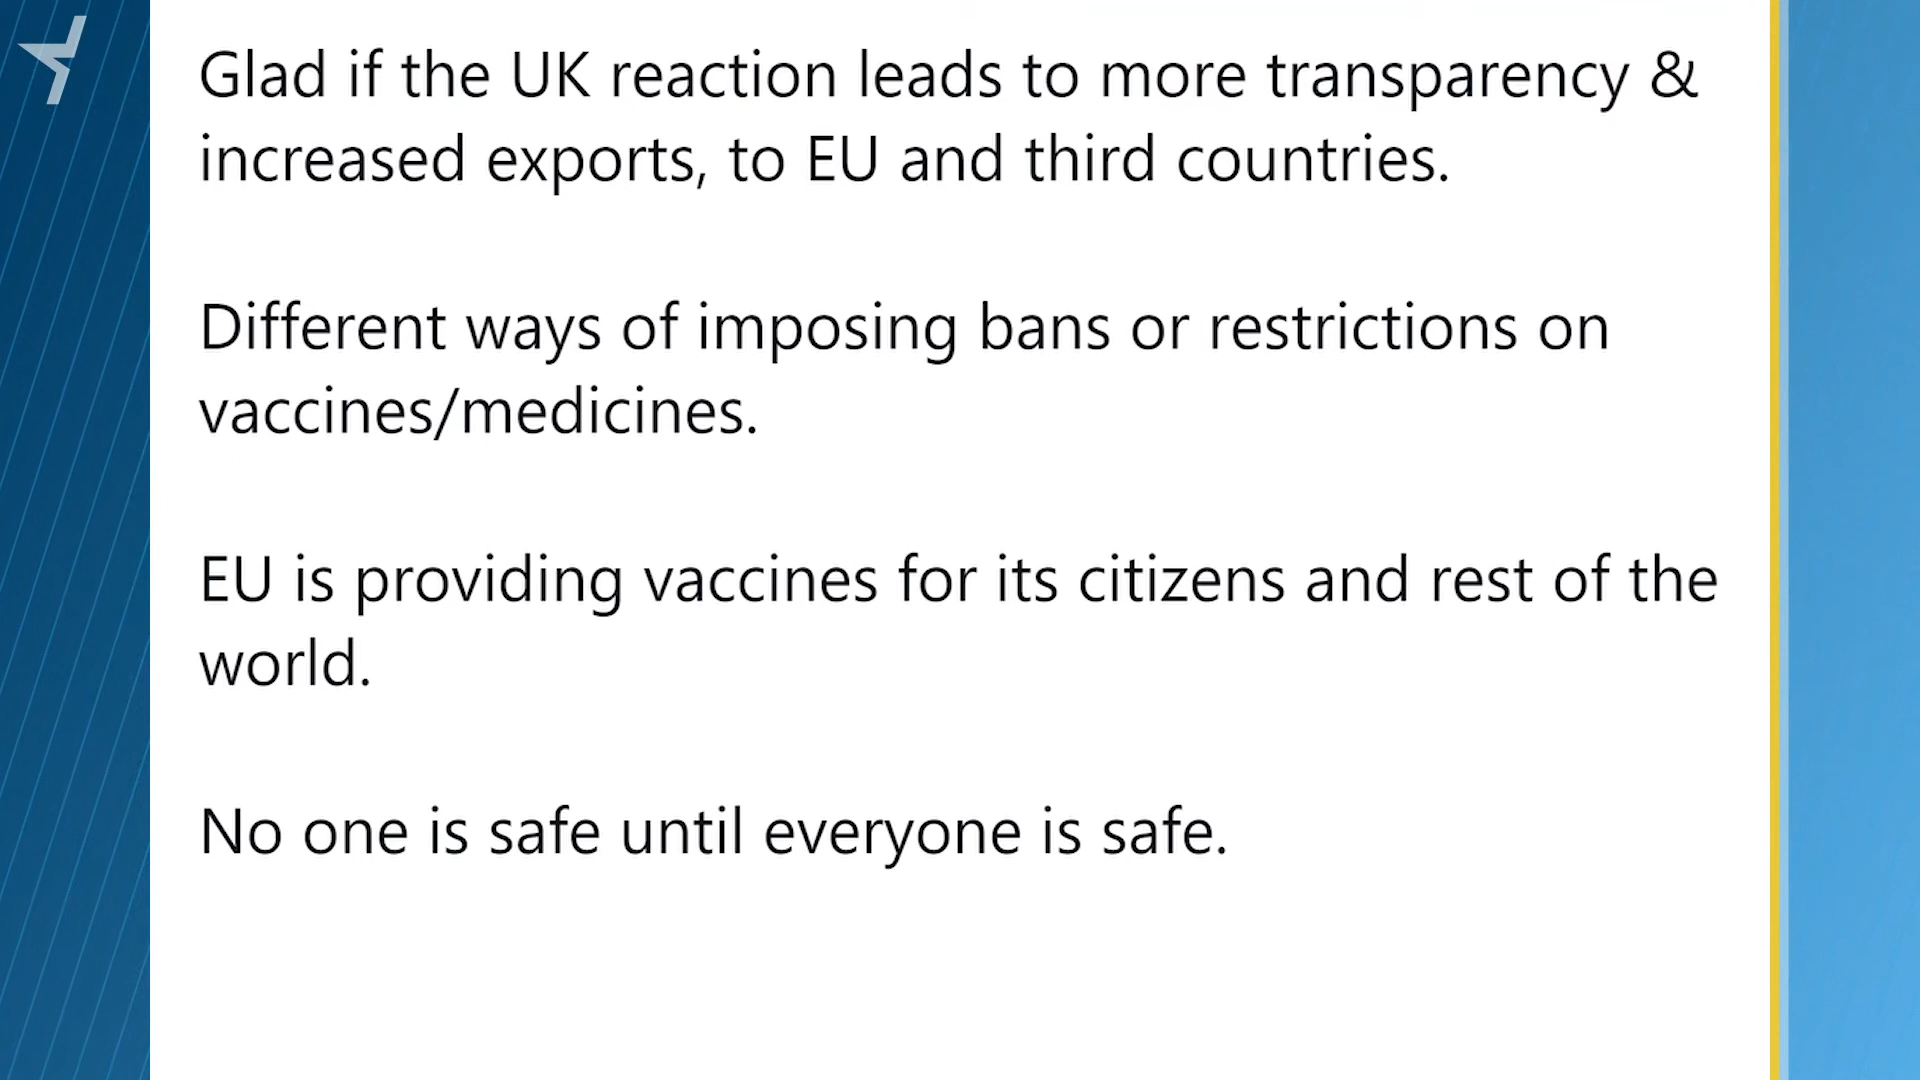 Glad if the UK reaction leads to more transparency &
increased exports, to EU and third countries.
Different ways of imposing bans or restrictions on
vaccines/medicines.
EU is providing vaccines for its citizens and rest of the
world.
No one is safe until everyone is safe.